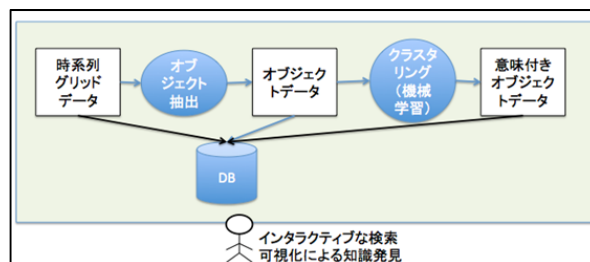 時系列
グリッド
データ
オブ
ジェクト
抽出
オブジェク
トデータ
クラスタ
リング
(機械
学習)
意味付き
オブジェク
トデータ
DB
インタラクティブな検索
可視化による知識発見